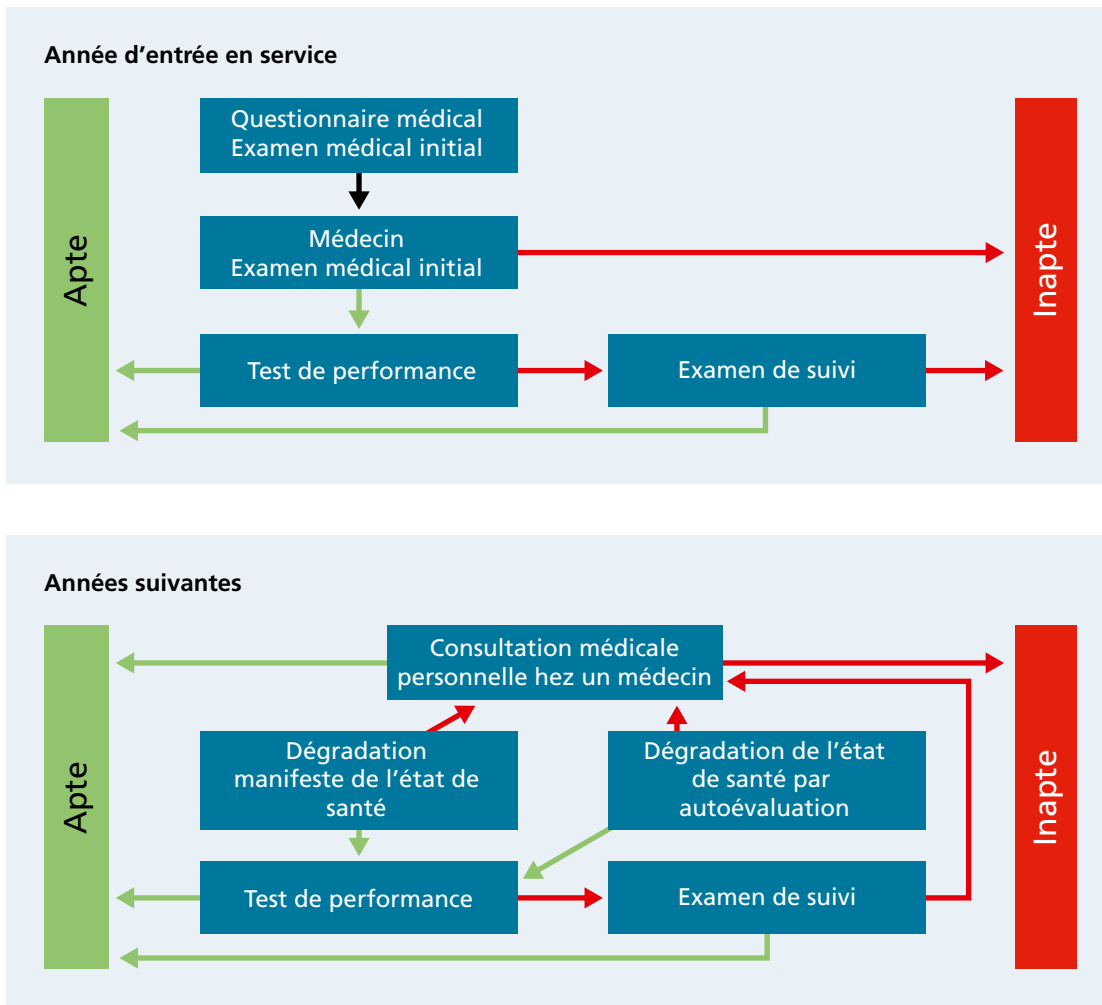 Année d'entrée en service
Apte
Questionnaire médical
Examen médical initial
Médecin
Examen médical initial
Test de performance
Examen de suivi
Inapte
Années suivantes
Apte
Consultation médicale
personnelle hez un médecin
Dégradation
manifeste de l'état de
santé
Dégradation de l'état
de santé par
autoévaluation
Test de performance
Examen de suivi
Inapte